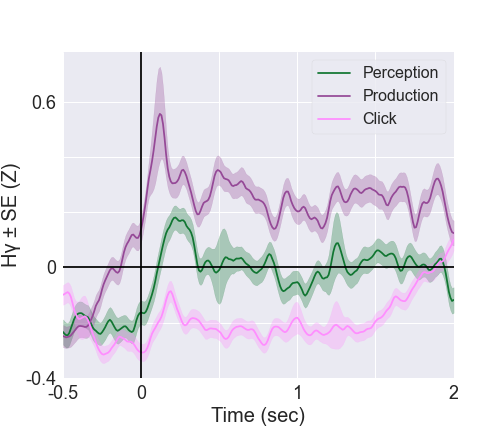 Perception
Production
Click
Hγ ± SE (Z)
0.6
0
-0.4
-0.5 0 1 2
Time (sec)